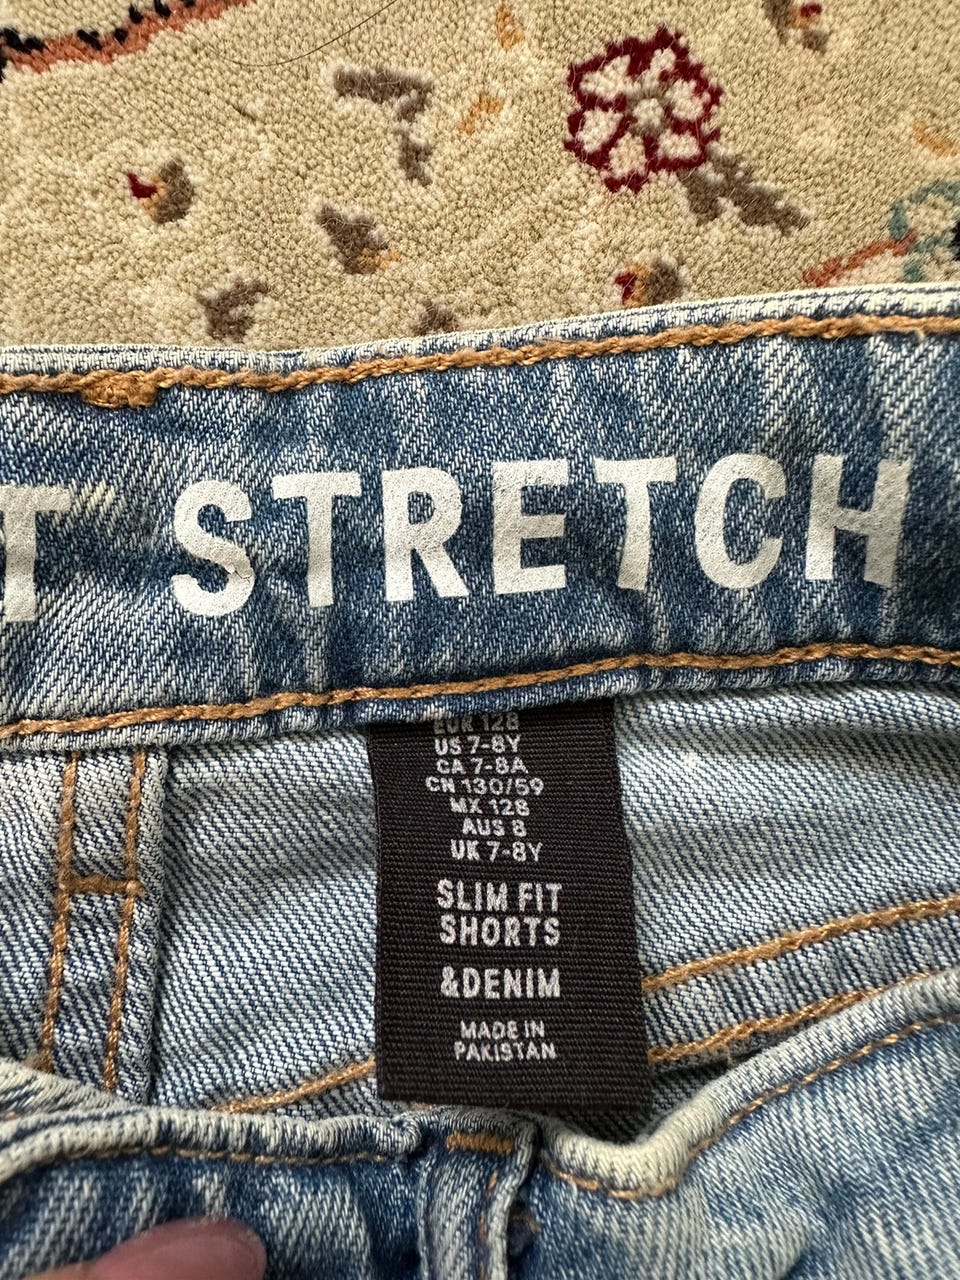 T STRETCH
EUR 128
US 7-8Y
CA 7-8A
CN 130/59
MX 128
AUS 8
UK 7-8Y
SLIM FIT
SHORTS
&DENIM
MADE IN
PAKISTAN